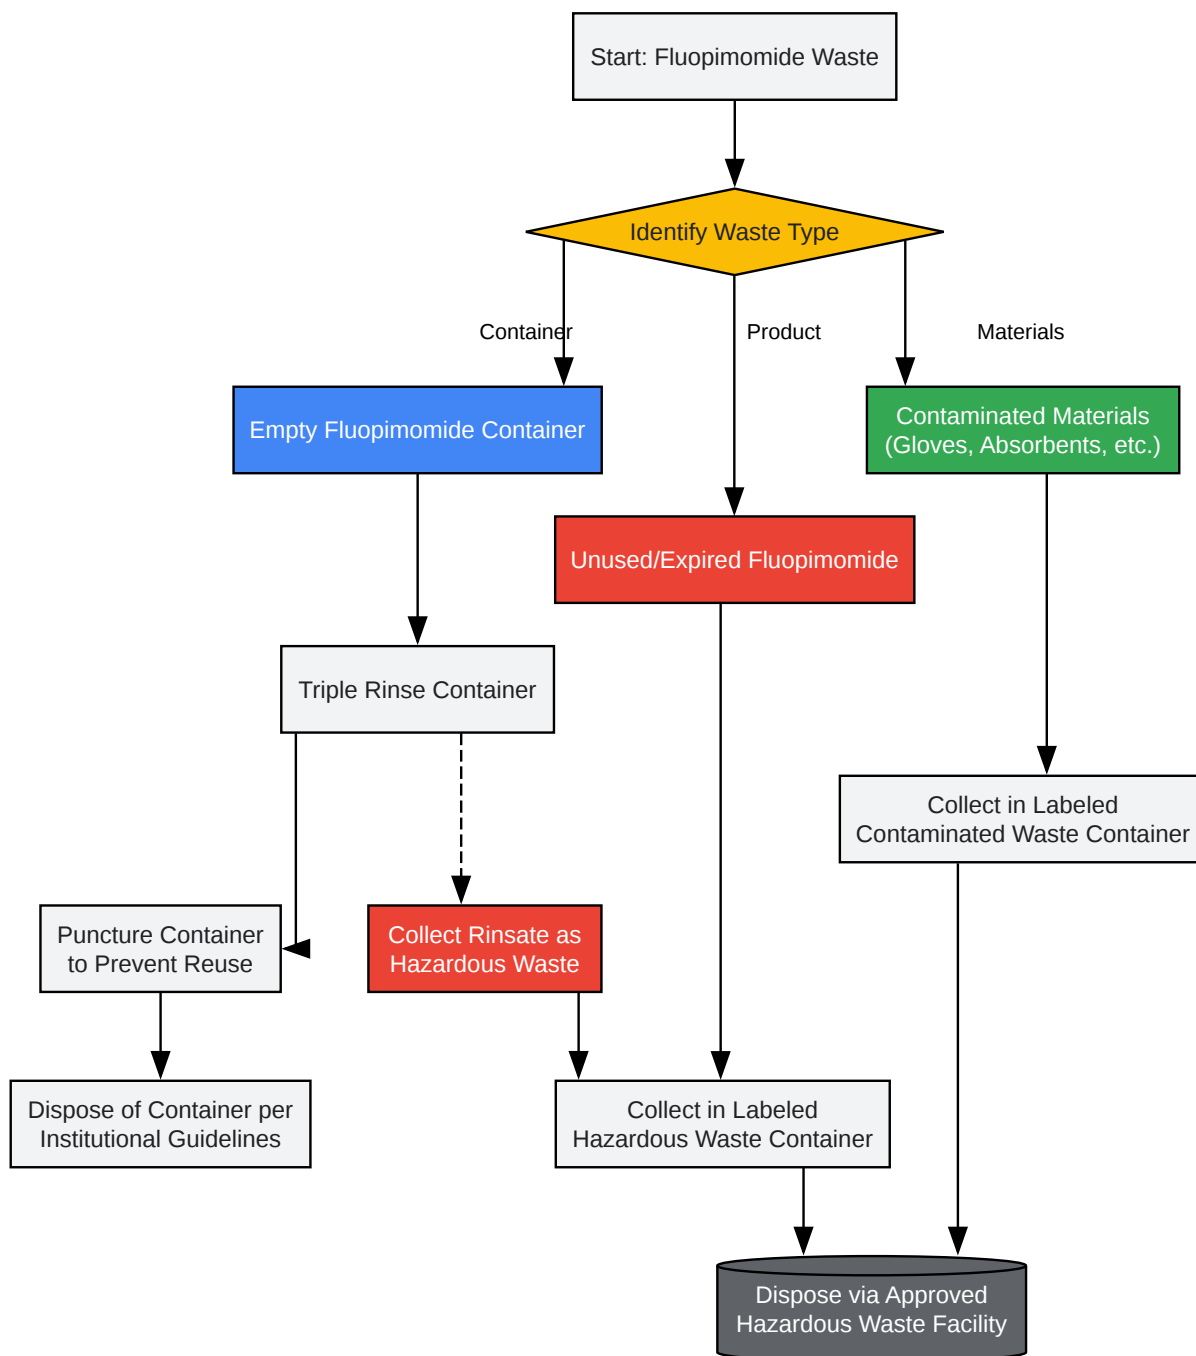 Start: Fluopimomide Waste
Identify Waste Type
Container
Product
Materials
Empty Fluopimomide Container
Contaminated Materials
(Gloves, Absorbents, etc.)
Unused/Expired Fluopimomide
Triple Rinse Container
Collect in Labeled
Contaminated Waste Container
Puncture Container
to Prevent Reuse
Collect Rinsate as
Hazardous Waste
Dispose of Container per
Institutional Guidelines
Collect in Labeled
Hazardous Waste Container
Dispose via Approved
Hazardous Waste Facility